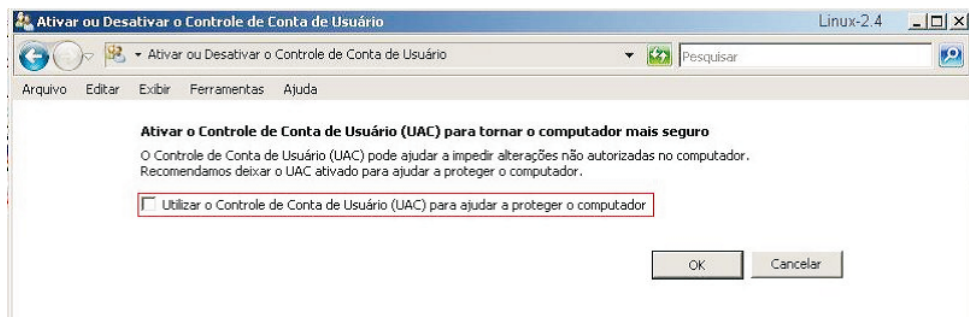 Ativar ou Desativar o Controle de Conta de Usuário
Linux-2.4
Ativar ou Desativar o Controle de Conta de Usuário
Pesquisar
Arquivo Editar Exibir Ferramentas Ajuda
Ativar o Controle de Conta de Usuário (UAC) para tornar o computador mais seguro
O Controle de Conta de Usuário (UAC) pode ajudar a impedir alterações não autorizadas no computador.
Recomendamos deixar o UAC ativado para ajudar a proteger o computador.
Utilizar o Controle de Conta de Usuário (UAC) para ajudar a proteger o computador
OK Cancelar